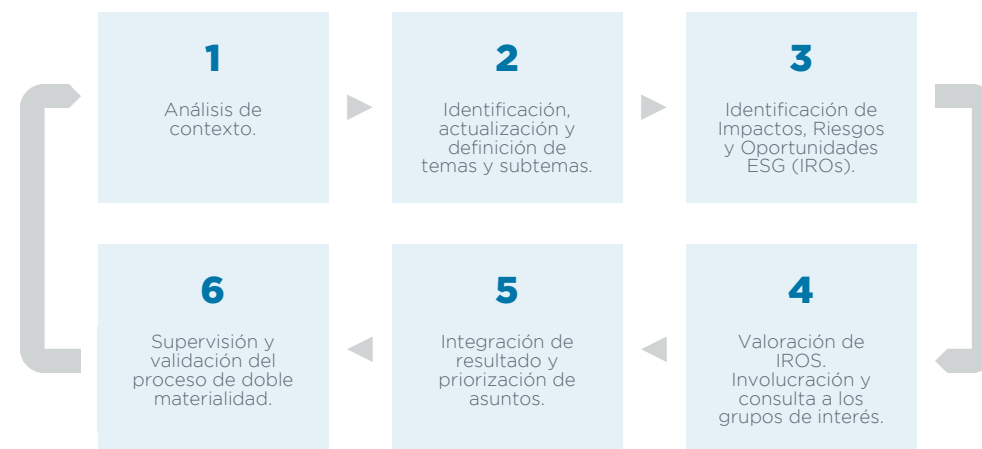 1
Análisis de
contexto.
2
Identificación,
actualización y
definición de
temas y subtemas.
3
Identificación de
Impactos, Riesgos
y Oportunidades
ESG (IROs).
4
Valoración de
IROS.
Involucración y
consulta a los
grupos de interés.
5
Integración de
resultado y
priorización de
asuntos.
6
Supervisión y
validación del
proceso de doble
materialidad.